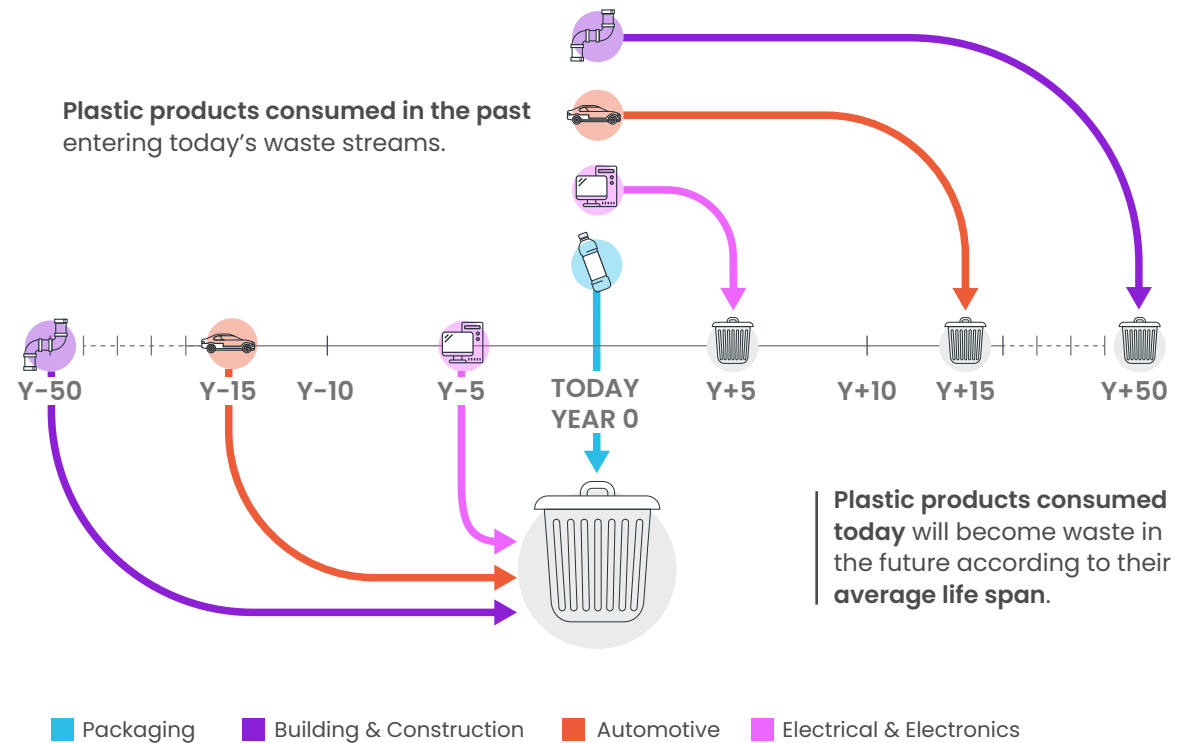 Plastic products consumed in the past
entering today’s waste streams.
Y–50
Y–15
Y–10
Y–5
TODAY
YEAR 0
Y+5
Y+10
Y+15
Y+50
Plastic products consumed
today will become waste in
the future according to their
average life span.
Packaging
Building & Construction
Automotive
Electrical & Electronics